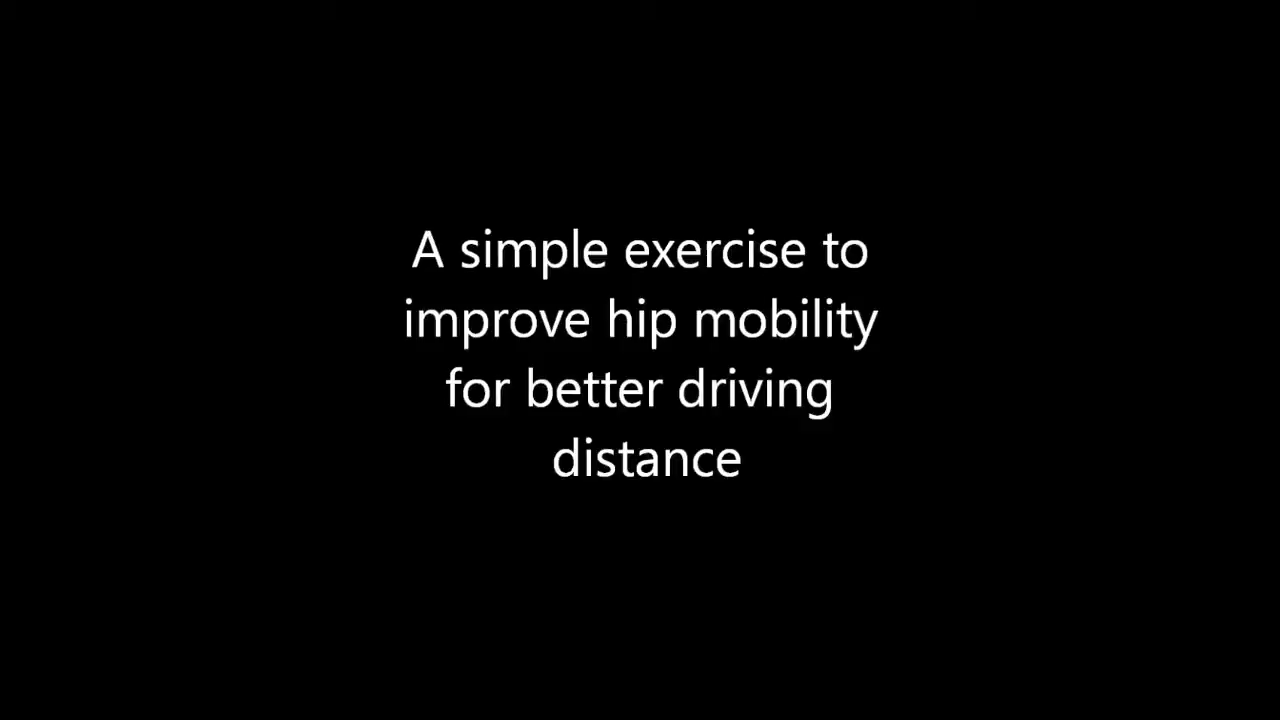 A simple exercise to
improve hip mobility
for better driving
distance